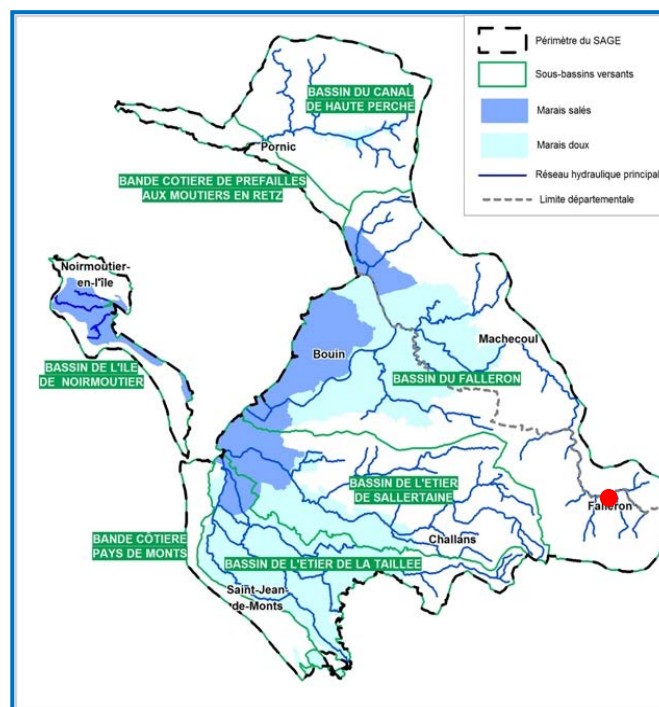 Périmètre du SAGE
Sous-bassins versants
Marais salés
Marais doux
Réseau hydraulique principal
Limite départementale
BASSIN DU CANAL
DE HAUTE PERCHE
Pornic
BANDE COTIERE DE PREFAILLES
AUX MOUTIERS EN RETZ
Noirmoutier-
en-l'île
BASSIN DE L'ILE
DE NOIRMOUTIER
Bouin
Machecoul
BASSIN DU FALLERON
BASSIN DE L'ETIER
DE SALLERTAINE
Falleron
Challans
BANDE CÔTIERE
PAYS DE MONTS
BASSIN DE L'ETIER DE LA TAILLEE
Saint-Jean-
de-Monts